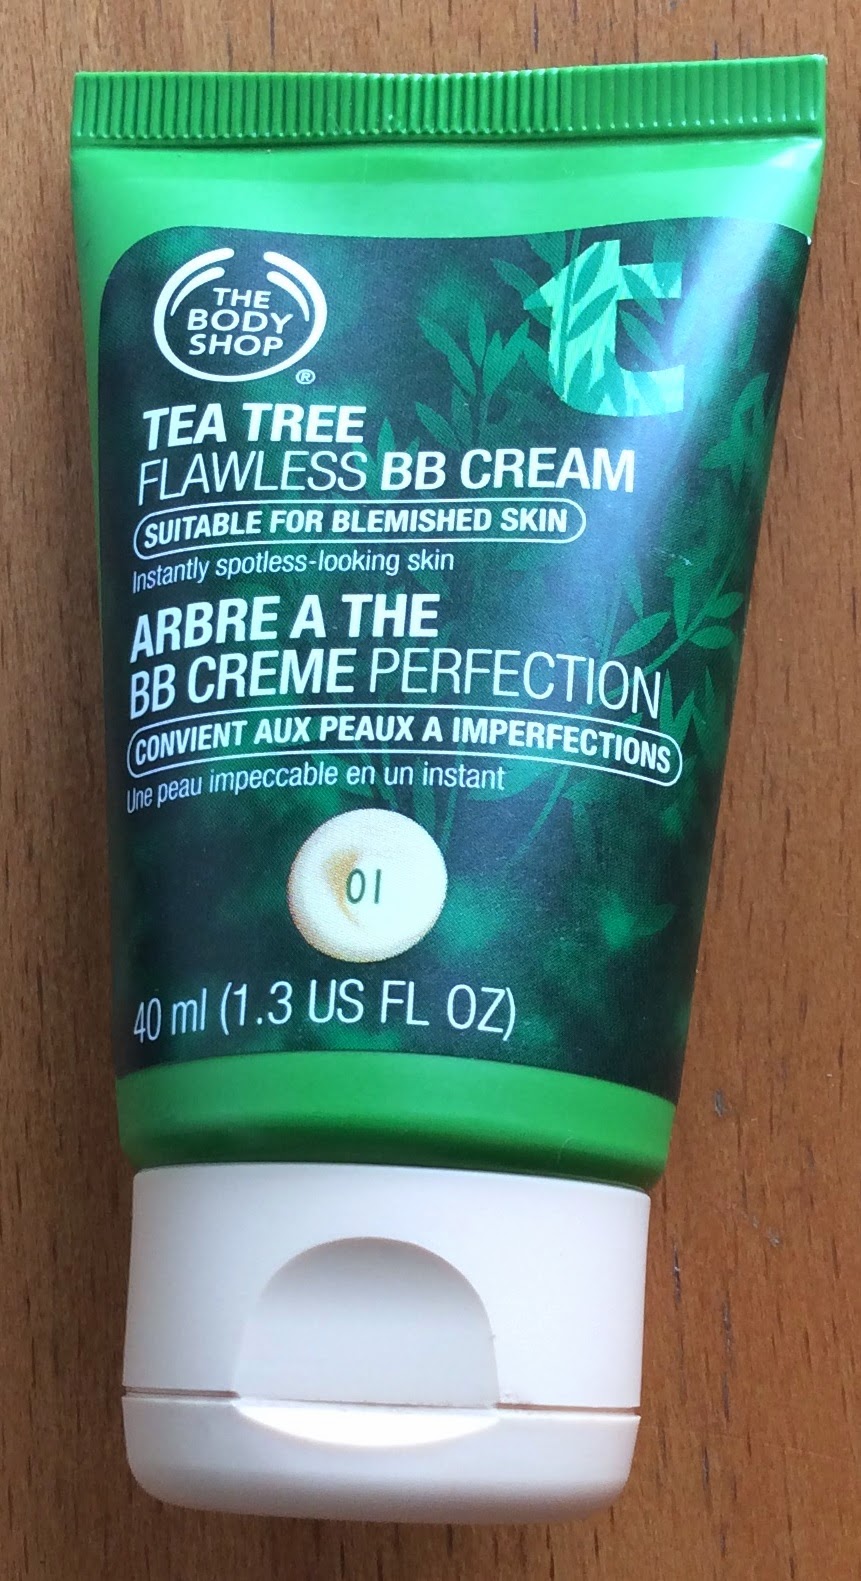 THE
BODY
SHOP
®
t
TEA TREE
FLAWLESS BB CREAM
SUITABLE FOR BLEMISHED SKIN
Instantly spotless-looking skin
ARBRE A THE
BB CREME PERFECTION
CONVIENT AUX PEAUX A IMPERFECTIONS
Une peau impeccable en un instant
01
40 ml (1.3 US FL OZ)